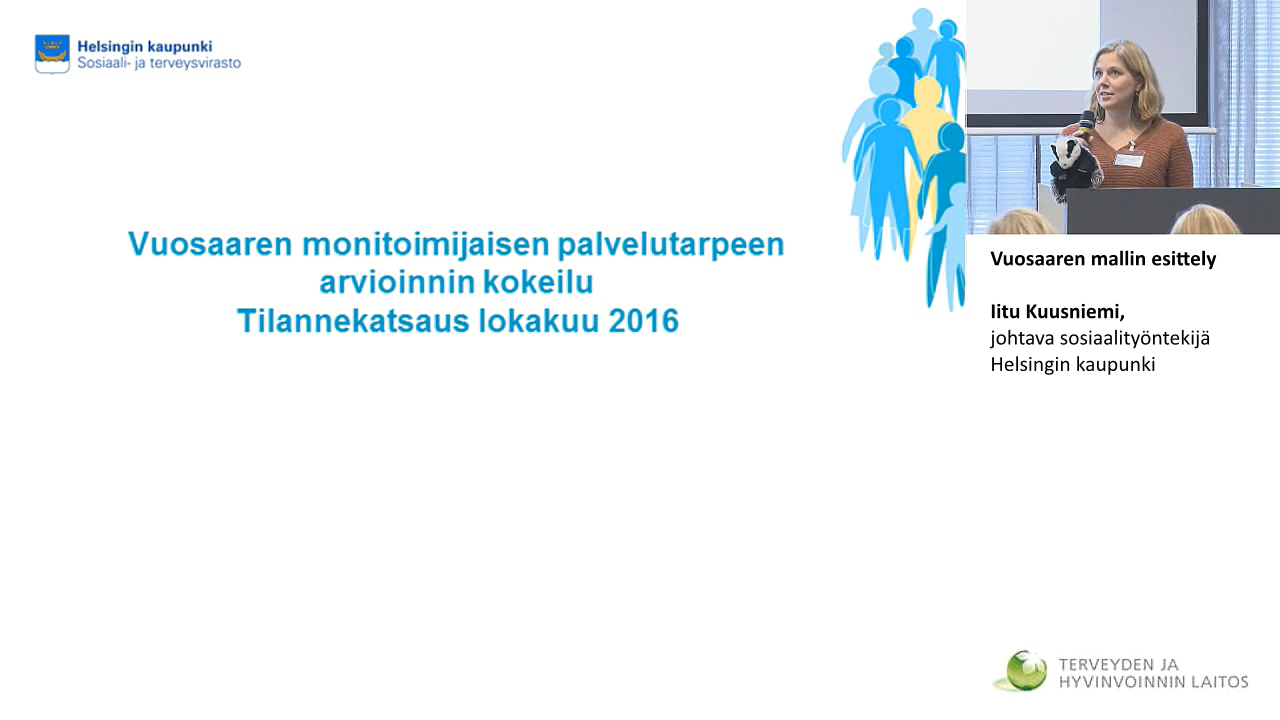 Helsingin kaupunki
Sosiaali- ja terveysvirasto
Vuosaaren monitoimijaisen palvelutarpeen
arvioinnin kokeilu
Tilannekatsaus lokakuu 2016
Vuosaaren mallin esittely
Iitu Kuusniemi,
johtava sosiaalityöntekijä
Helsingin kaupunki
TERVEYDEN JA
HYVINVOINNIN LAITOS